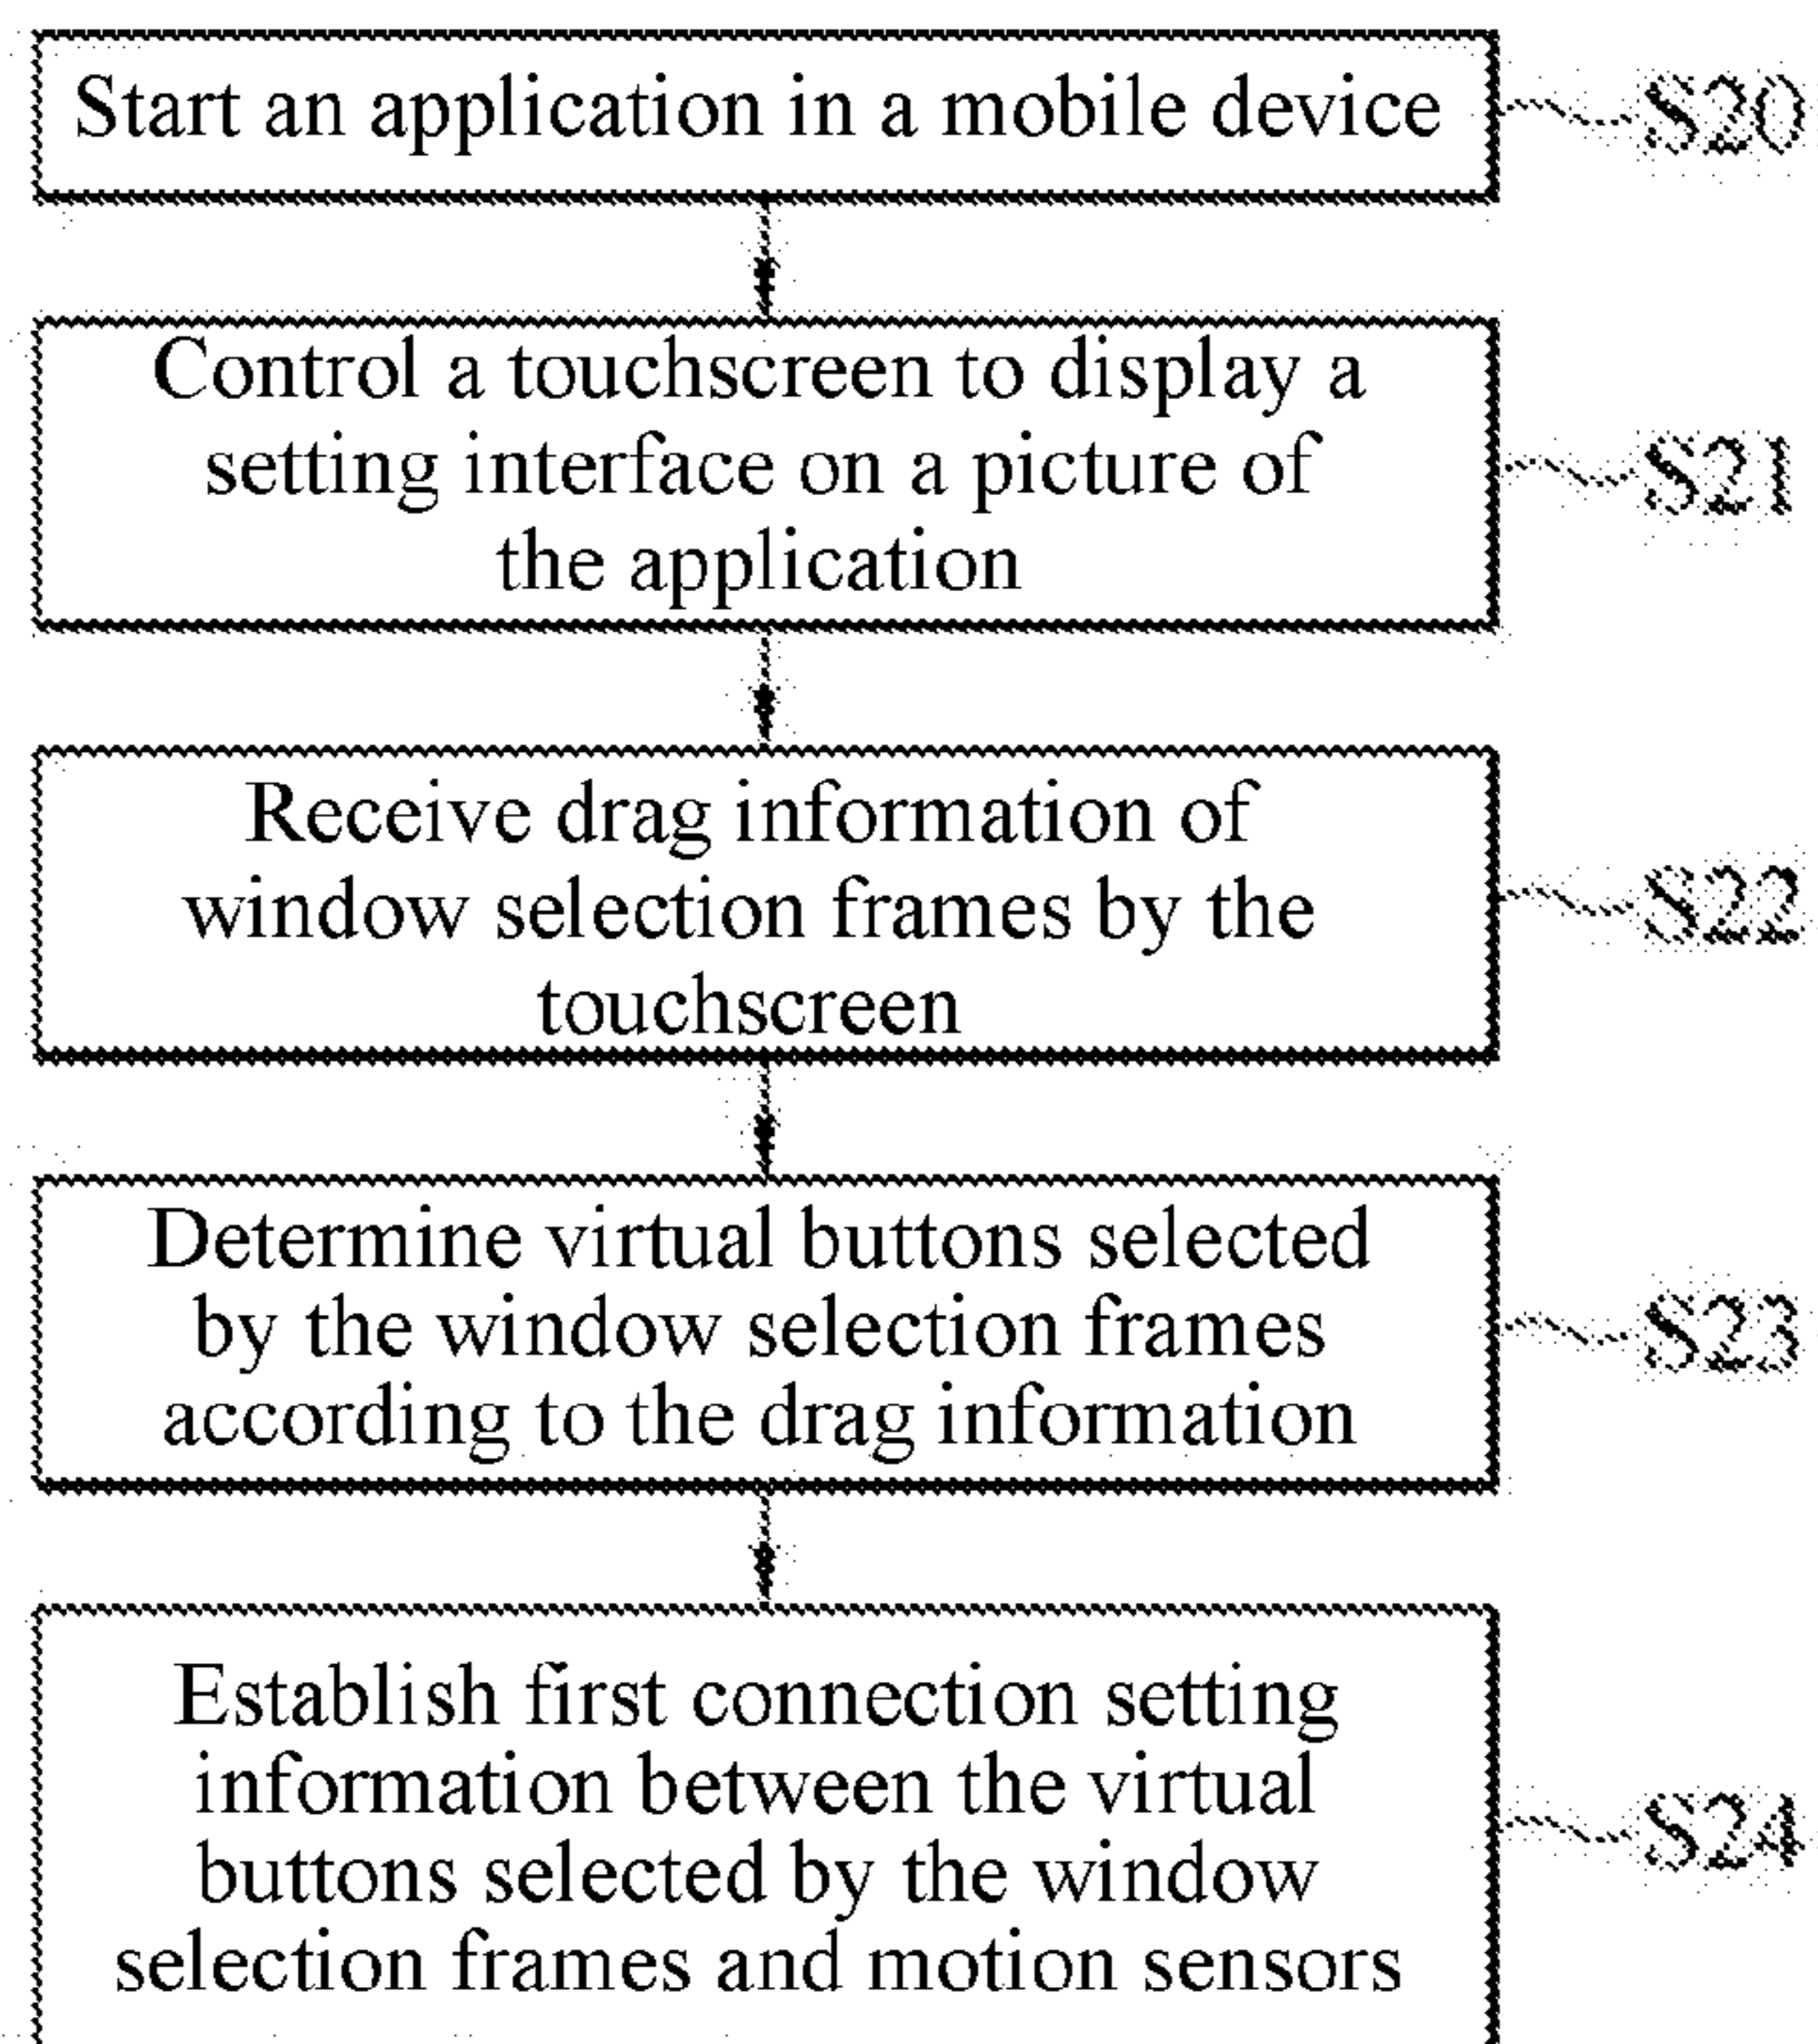 Start an application in a mobile device
S20
Control a touchscreen to display a
setting interface on a picture of
the application
S21
Receive drag information of
window selection frames by the
touchscreen
S22
Determine virtual buttons selected
by the window selection frames
according to the drag information
S23
Establish first connection setting
information between the virtual
buttons selected by the window
selection frames and motion sensors
S24